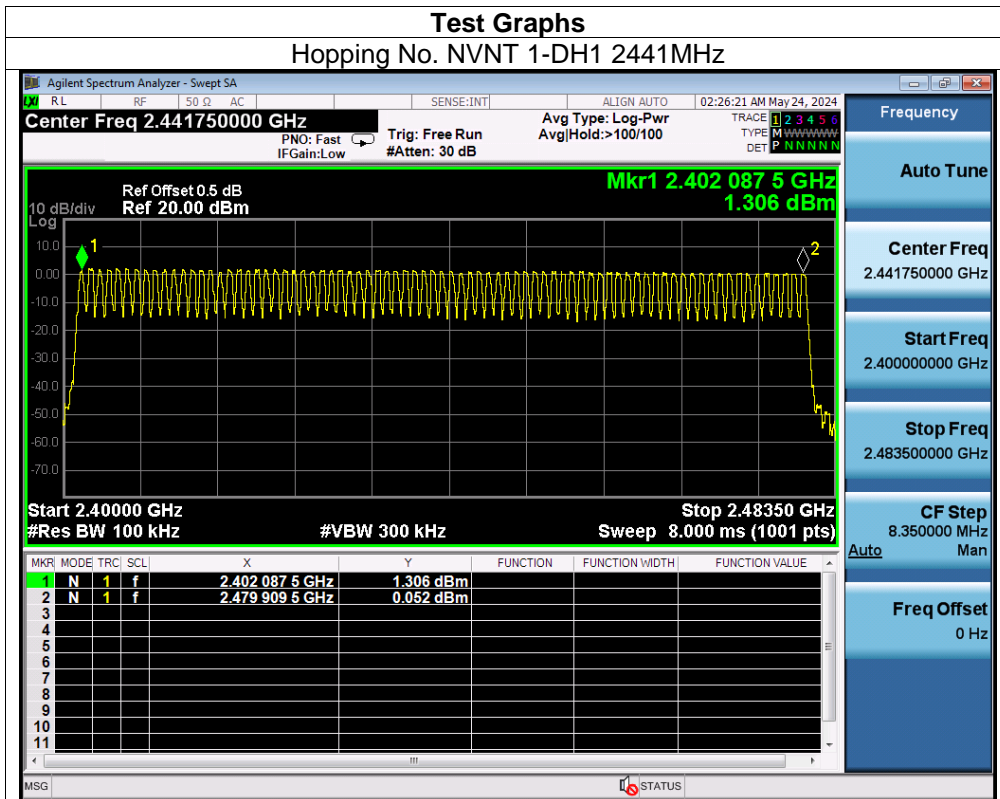 Test Graphs
Hopping No. NVNT 1-DH1 2441MHz
Agilent Spectrum Analyzer - Swept SA
LXI RL RF 50 Ω AC SENSE:INT ALIGN AUTO 02:26:21 AM May 24, 2024
Center Freq 2.441750000 GHz
PNO: Fast
IFGain:Low
Trig: Free Run
#Atten: 30 dB
Avg Type: Log-Pwr
Avg|Hold:>100/100
TRACE 1 2 3 4 5 6
TYPE M WWWWW
DET P N N N N N
Ref Offset 0.5 dB
Ref 20.00 dBm
10 dB/div
Log
Mkr1 2.402 087 5 GHz
1.306 dBm
10.0
0.00
-10.0
-20.0
-30.0
-40.0
-50.0
-60.0
-70.0
1
2
Start 2.40000 GHz
Stop 2.48350 GHz
#Res BW 100 kHz
#VBW 300 kHz
Sweep 8.000 ms (1001 pts)
MKR MODE TRC SCL X Y FUNCTION FUNCTION WIDTH FUNCTION VALUE
1 N 1 f 2.402 087 5 GHz 1.306 dBm
2 N 1 f 2.479 909 5 GHz 0.052 dBm
3
4
5
6
7
8
9
10
11
MSG
STATUS
Frequency
Auto Tune
Center Freq
2.441750000 GHz
Start Freq
2.400000000 GHz
Stop Freq
2.483500000 GHz
CF Step
8.350000 MHz
Auto Man
Freq Offset
0 Hz